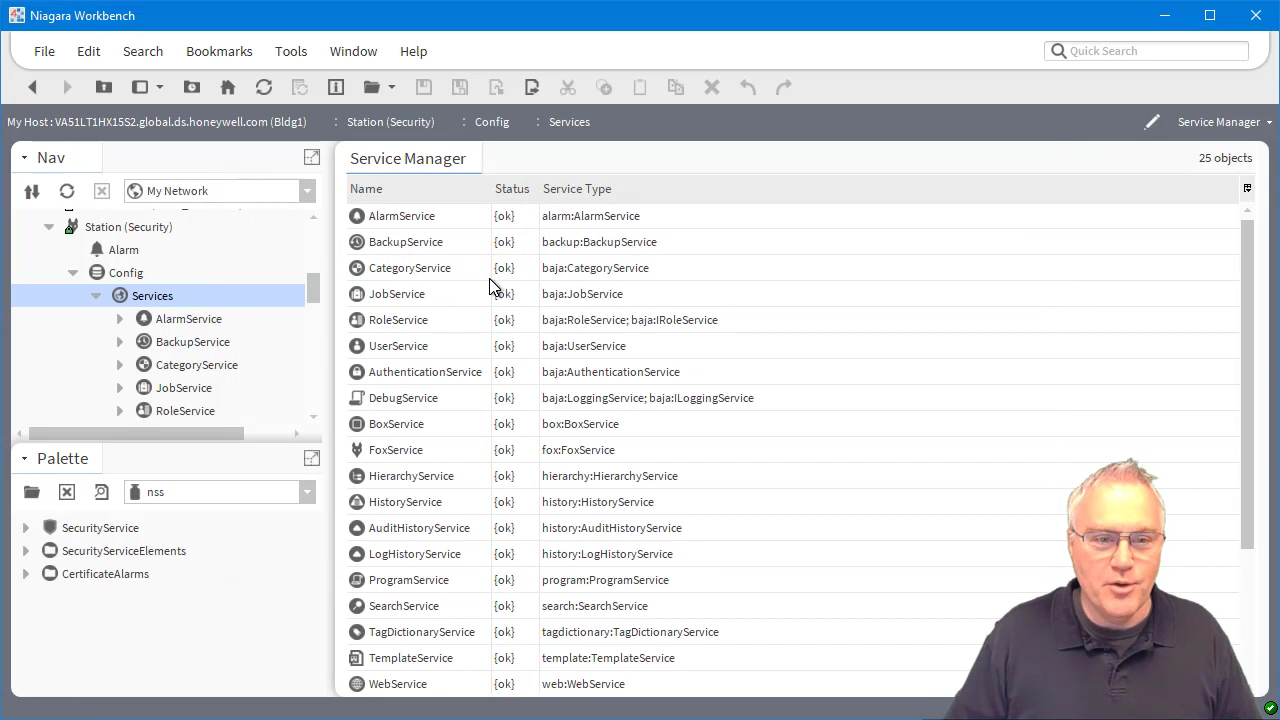 Niagara Workbench
File Edit Search Bookmarks Tools Window Help
Quick Search
My Host : VA51LT1HX15S2.global.ds.honeywell.com (Bldg1) : Station (Security) : Config : Services
Service Manager
Nav
My Network
Station (Security)
Alarm
Config
Services
AlarmService
BackupService
CategoryService
JobService
RoleService
Palette
nss
SecurityService
SecurityServiceElements
CertificateAlarms
Service Manager
25 objects
Name Status Service Type
AlarmService {ok} alarm:AlarmService
BackupService {ok} backup:BackupService
CategoryService {ok} baja:CategoryService
JobService {ok} baja:JobService
RoleService {ok} baja:RoleService; baja:IRoleService
UserService {ok} baja:UserService
AuthenticationService {ok} baja:AuthenticationService
DebugService {ok} baja:LoggingService; baja:ILoggingService
BoxService {ok} box:BoxService
FoxService {ok} fox:FoxService
HierarchyService {ok} hierarchy:HierarchyService
HistoryService {ok} history:HistoryService
AuditHistoryService {ok} history:AuditHistoryService
LogHistoryService {ok} history:LogHistoryService
ProgramService {ok} program:ProgramService
SearchService {ok} search:SearchService
TagDictionaryService {ok} tagdictionary:TagDictionaryService
TemplateService {ok} template:TemplateService
WebService {ok} web:WebService